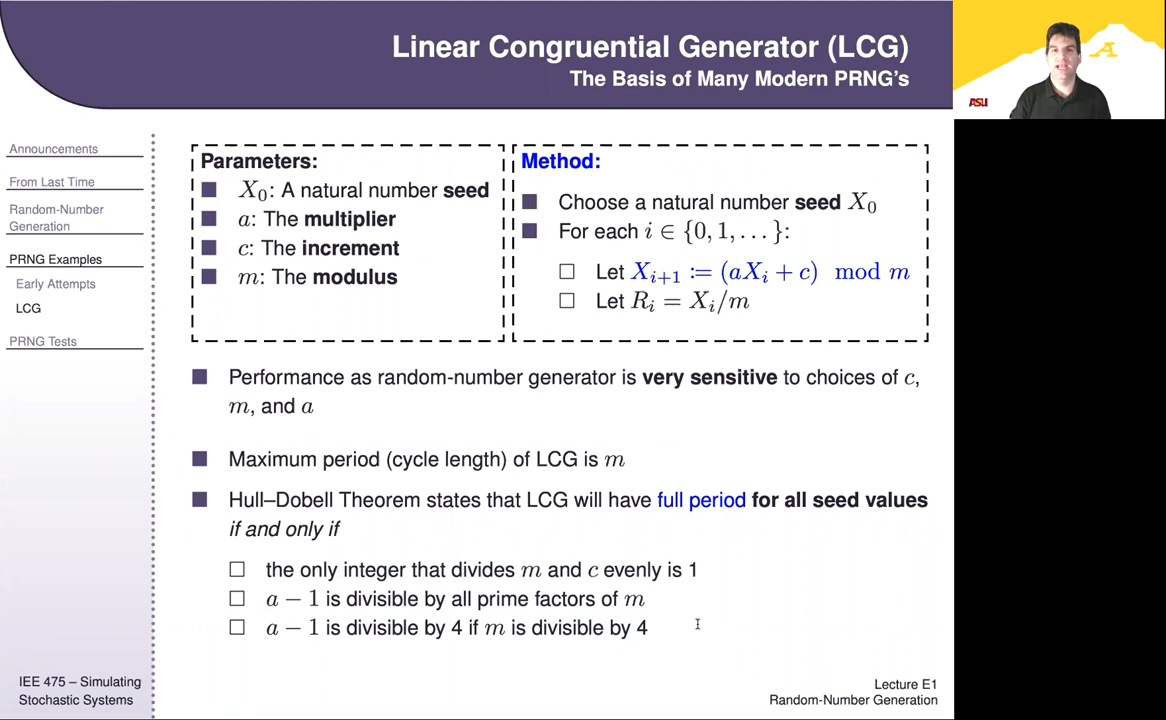 Linear Congruential Generator (LCG)
The Basis of Many Modern PRNG's
A
ASU
Announcements
From Last Time
Random-Number
Generation
PRNG Examples
Early Attempts
LCG
PRNG Tests
Parameters:
X₀: A natural number seed
a: The multiplier
c: The increment
m: The modulus
Method:
Choose a natural number seed X₀
For each i ∈ {0, 1, . . . }:
Let Xᵢ₊₁ := (aXᵢ + c) mod m
Let Rᵢ = Xᵢ/m
Performance as random-number generator is very sensitive to choices of c,
m, and a
Maximum period (cycle length) of LCG is m
Hull–Dobell Theorem states that LCG will have full period for all seed values
if and only if
the only integer that divides m and c evenly is 1
a − 1 is divisible by all prime factors of m
a − 1 is divisible by 4 if m is divisible by 4
IEE 475 – Simulating
Stochastic Systems
Lecture E1
Random-Number Generation